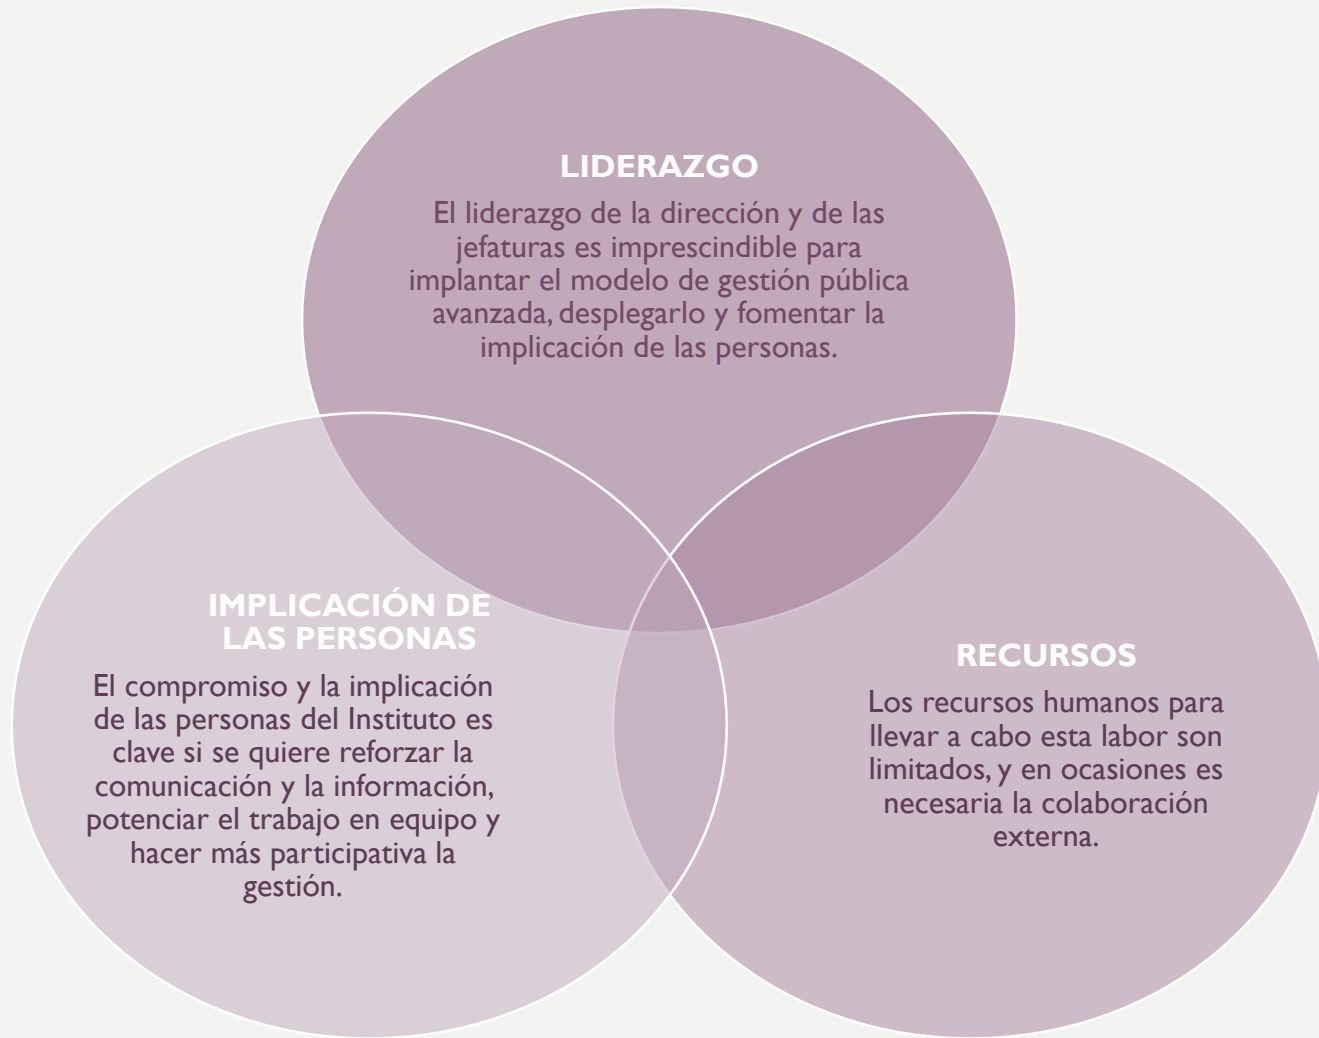 LIDERAZGO
El liderazgo de la dirección y de las
jefaturas es imprescindible para
implantar el modelo de gestión pública
avanzada, desplegarlo y fomentar la
implicación de las personas.
IMPLICACIÓN DE
LAS PERSONAS
El compromiso y la implicación
de las personas del Instituto es
clave si se quiere reforzar la
comunicación y la información,
potenciar el trabajo en equipo y
hacer más participativa la
gestión.
RECURSOS
Los recursos humanos para
llevar a cabo esta labor son
limitados, y en ocasiones es
necesaria la colaboración
externa.